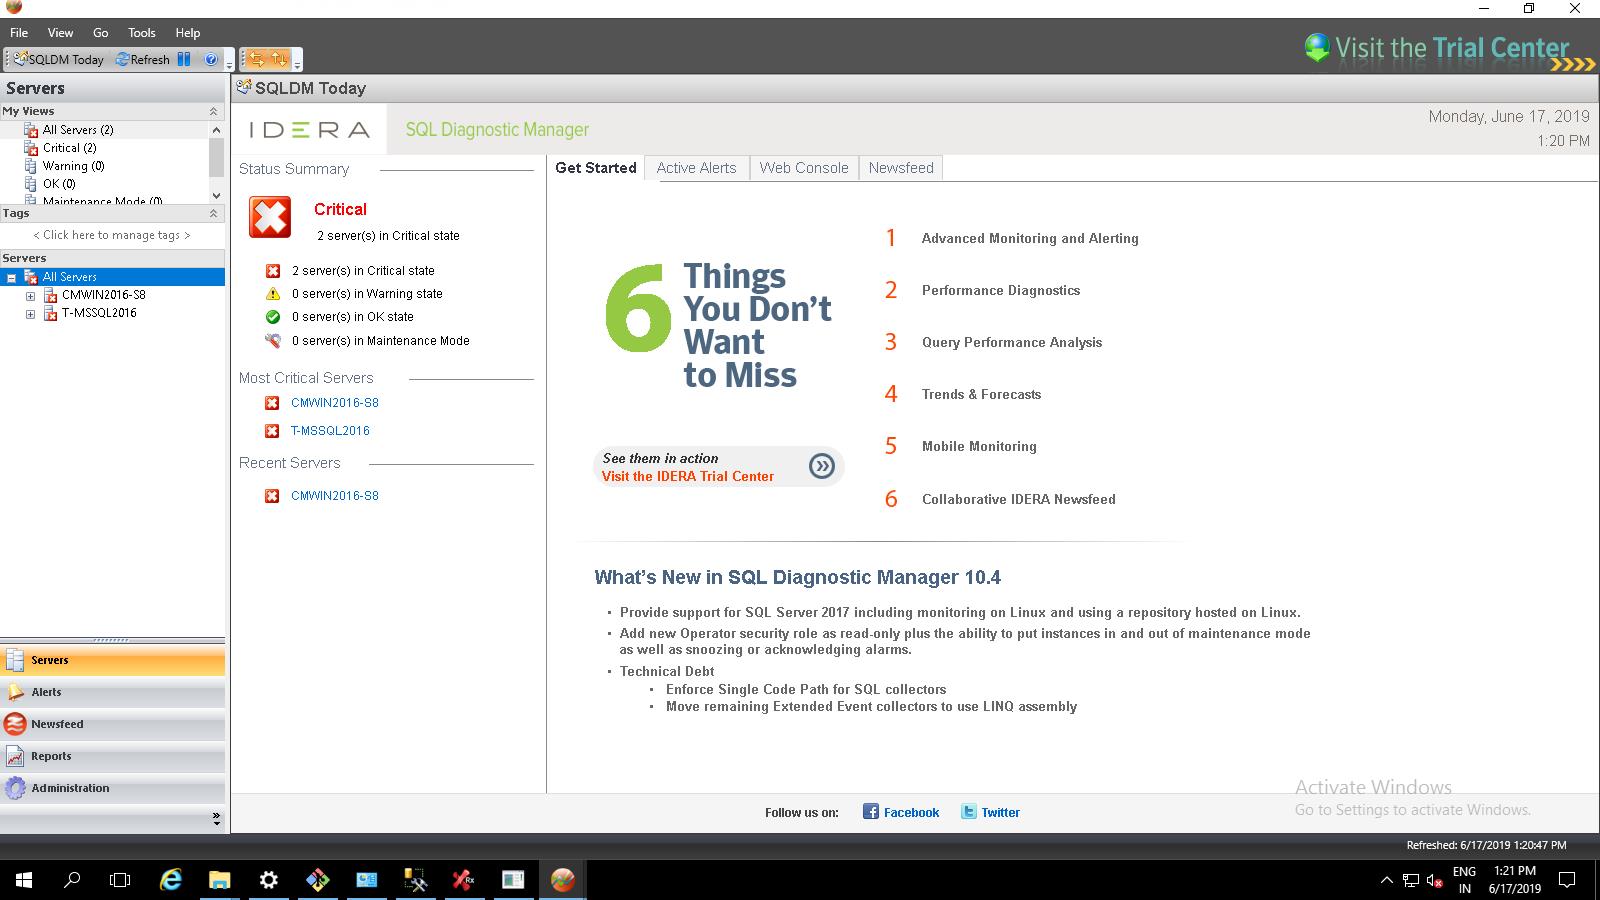 File View Go Tools Help
Visit the Trial Center
SQLDM Today Refresh
Servers
My Views
All Servers (2)
Critical (2)
Warning (0)
OK (0)
Maintenance Mode (0)
Tags
< Click here to manage tags >
Servers
All Servers
CMWIN2016-S8
T-MSSQL2016
Servers
Alerts
Newsfeed
Reports
Administration
SQLDM Today
IDERA SQL Diagnostic Manager
Monday, June 17, 2019
1:20 PM
Status Summary
Critical
2 server(s) in Critical state
2 server(s) in Critical state
0 server(s) in Warning state
0 server(s) in OK state
0 server(s) in Maintenance Mode
Most Critical Servers
CMWIN2016-S8
T-MSSQL2016
Recent Servers
CMWIN2016-S8
Get Started Active Alerts Web Console Newsfeed
6 Things
You Don't
Want
to Miss
See them in action
Visit the IDERA Trial Center
1 Advanced Monitoring and Alerting
2 Performance Diagnostics
3 Query Performance Analysis
4 Trends & Forecasts
5 Mobile Monitoring
6 Collaborative IDERA Newsfeed
What's New in SQL Diagnostic Manager 10.4
• Provide support for SQL Server 2017 including monitoring on Linux and using a repository hosted on Linux.
• Add new Operator security role as read-only plus the ability to put instances in and out of maintenance mode
as well as snoozing or acknowledging alarms.
• Technical Debt
• Enforce Single Code Path for SQL collectors
• Move remaining Extended Event collectors to use LINQ assembly
Activate Windows
Go to Settings to activate Windows.
Follow us on: Facebook Twitter
Refreshed: 6/17/2019 1:20:47 PM
ENG
IN
1:21 PM
6/17/2019